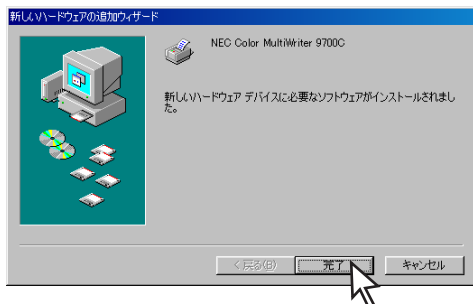 新しいハードウェアの追加ウィザード
NEC Color MultiWriter 9700C
新しいハードウェア デバイスに必要なソフトウェアがインストールされまし
た。
< 戻る(B)
完了
キャンセル